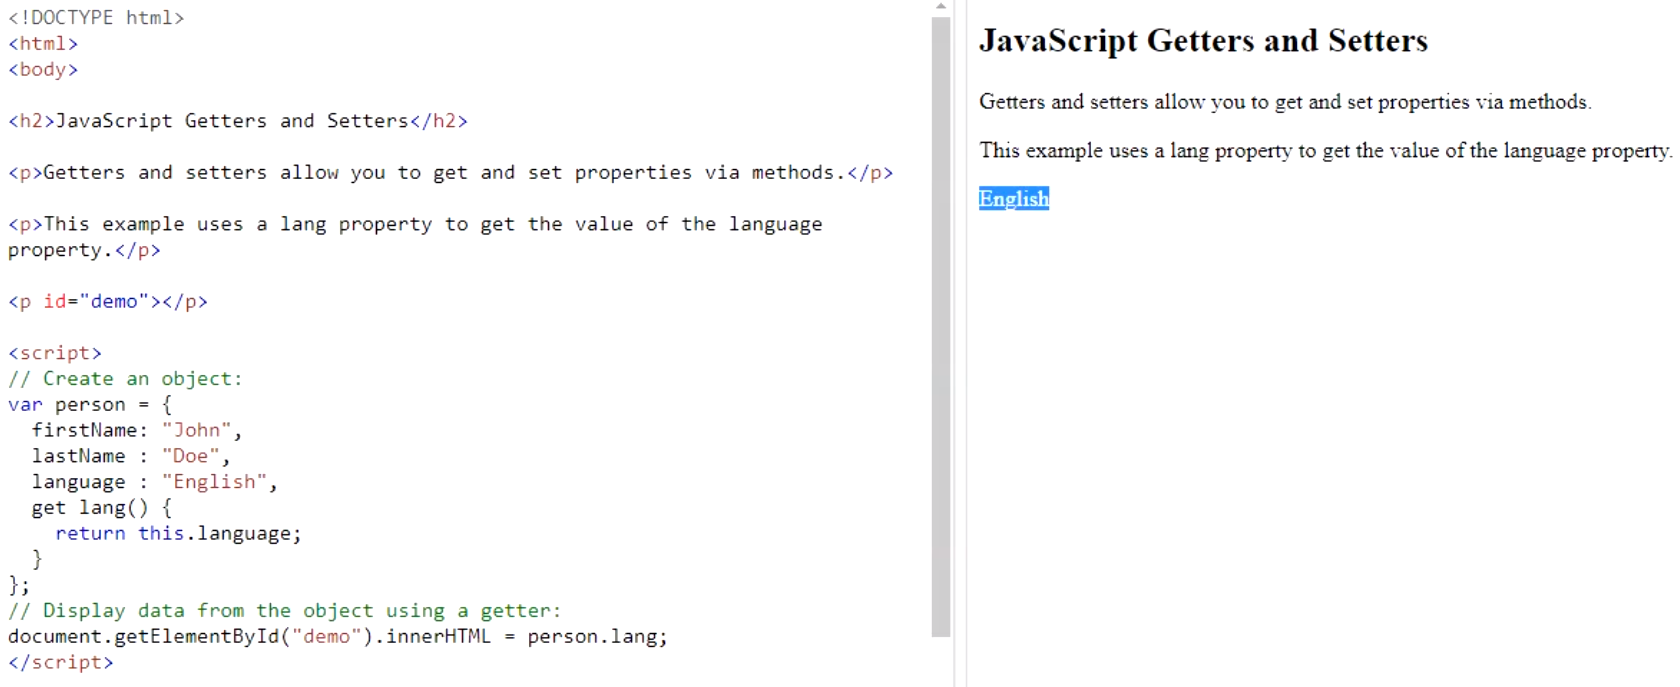 <!DOCTYPE html>
<html>
<body>
<h2>JavaScript Getters and Setters</h2>
<p>Getters and setters allow you to get and set properties via methods.</p>
<p>This example uses a lang property to get the value of the language
property.</p>
<p id="demo"></p>
<script>
// Create an object:
var person = {
  firstName: "John",
  lastName : "Doe",
  language : "English",
  get lang() {
    return this.language;
  }
};
// Display data from the object using a getter:
document.getElementById("demo").innerHTML = person.lang;
</script>
JavaScript Getters and Setters
Getters and setters allow you to get and set properties via methods.
This example uses a lang property to get the value of the language property.
English